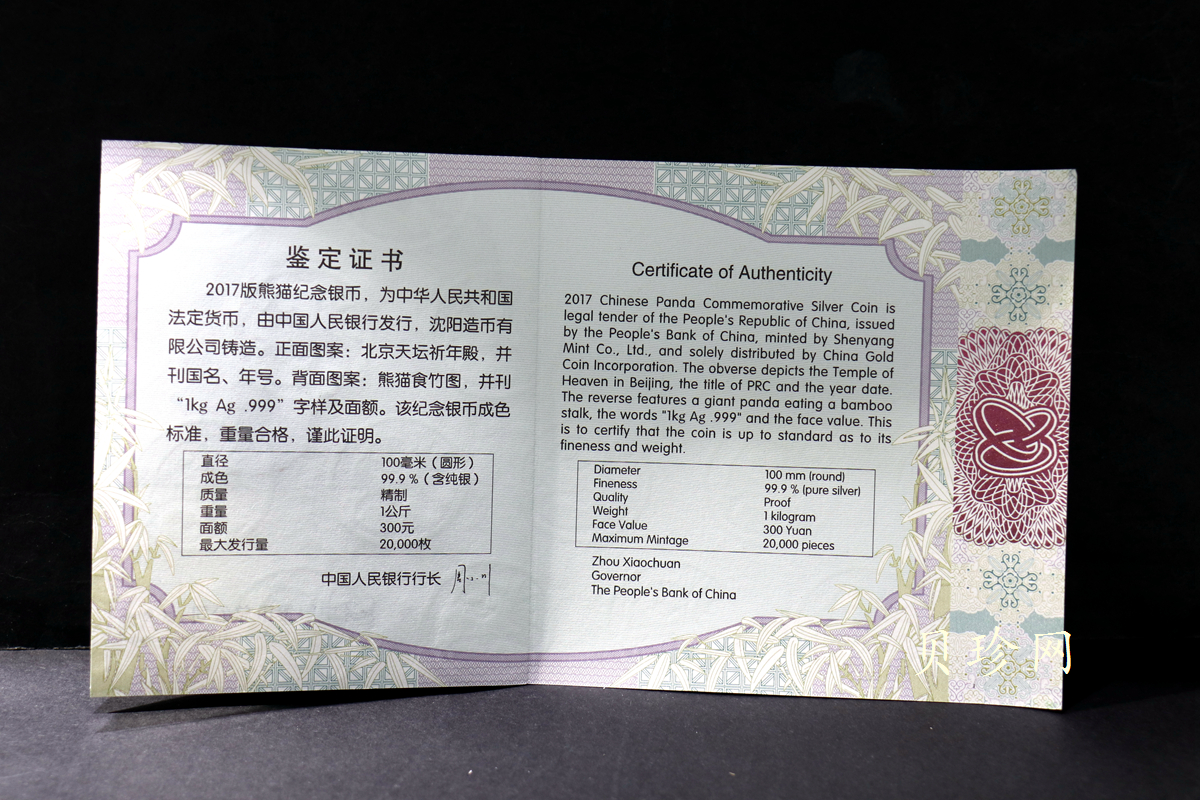 鉴定证书
2017版熊猫纪念银币，为中华人民共和国
法定货币，由中国人民银行发行，沈阳造币有
限公司铸造。正面图案：北京天坛祈年殿，并
刊国名、年号。背面图案：熊猫食竹图，并刊
“1kg Ag .999”字样及面额。该纪念银币成色
标准，重量合格，谨此证明。
直径 100毫米（圆形）
成色 99.9 %（含纯银）
质量 精制
重量 1公斤
面额 300元
最大发行量 20,000枚
中国人民银行行长
Certificate of Authenticity
2017 Chinese Panda Commemorative Silver Coin is
legal tender of the People's Republic of China, issued
by the People's Bank of China, minted by Shenyang
Mint Co., Ltd., and solely distributed by China Gold
Coin Incorporation. The obverse depicts the Temple of
Heaven in Beijing, the title of PRC and the year date.
The reverse features a giant panda eating a bamboo
stalk, the words "1kg Ag .999" and the face value. This
is to certify that the coin is up to standard as to its
fineness and weight.
Diameter 100 mm (round)
Fineness 99.9 % (pure silver)
Quality Proof
Weight 1 kilogram
Face Value 300 Yuan
Maximum Mintage 20,000 pieces
Zhou Xiaochuan
Governor
The People's Bank of China
贝珍网